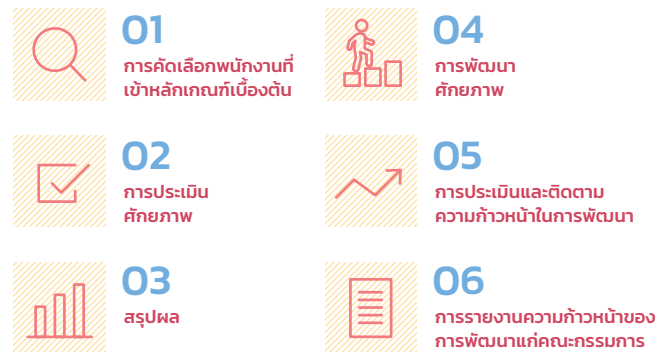 01
การคัดเลือกพนักงานที่
เข้าหลักเกณฑ์เบื้องต้น
02
การประเมิน
ศักยภาพ
03
สรุปผล
04
การพัฒนา
ศักยภาพ
05
การประเมินและติดตาม
ความก้าวหน้าในการพัฒนา
06
การรายงานความก้าวหน้าของ
การพัฒนาแก่คณะกรรมการ